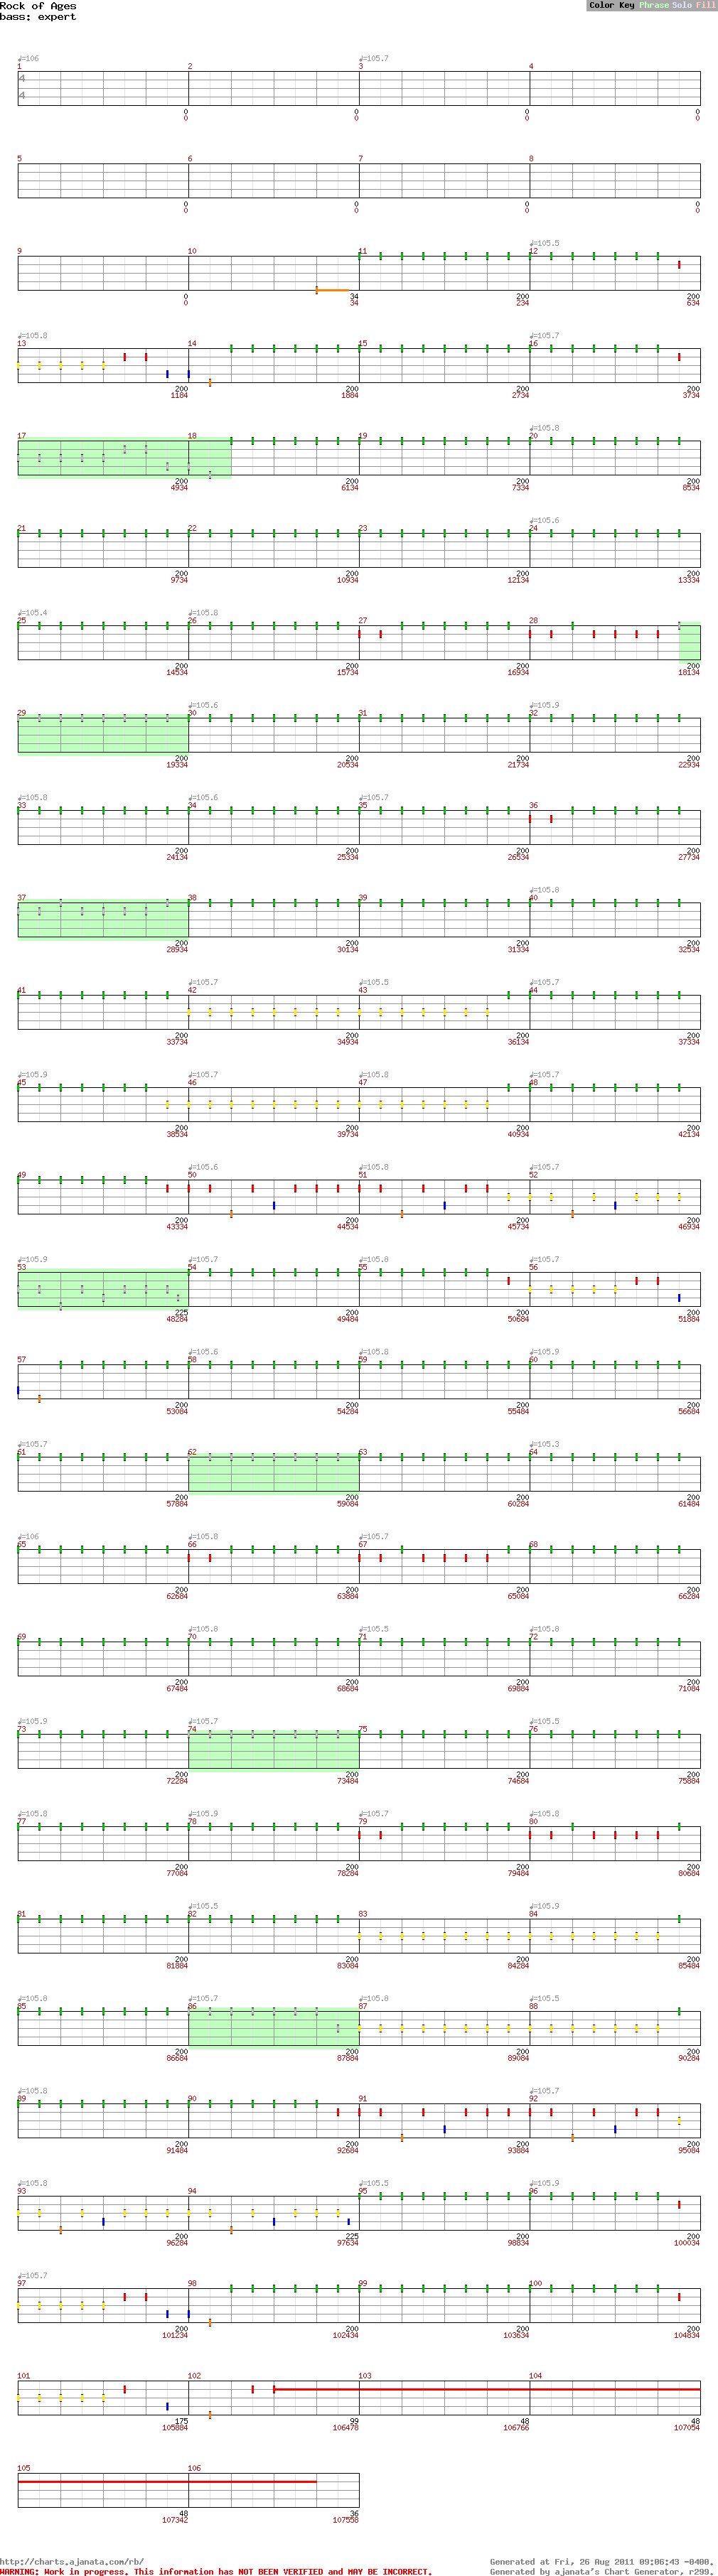 Rock of Ages
Color Key Phrase Solo Fill
bass: expert
♩=106 ♩=105.7
1 2 3 4
4
4
0 0 0 0
0 0 0 0
5 6 7 8
0 0 0 0
0 0 0 0
♩=105.5
9 10 11 12
0 34 200 200
0 34 234 634
♩=105.8 ♩=105.7
13 14 15 16
200 200 200 200
1184 1884 2734 3734
♩=105.8
17 18 19 20
200 200 200 200
4934 6134 7334 8534
♩=105.6
21 22 23 24
200 200 200 200
9734 10934 12134 13334
♩=105.4 ♩=105.8
25 26 27 28
200 200 200 200
14534 15734 16934 18134
♩=105.6 ♩=105.9
29 30 31 32
200 200 200 200
19334 20534 21734 22934
♩=105.8 ♩=105.6 ♩=105.7
33 34 35 36
200 200 200 200
24134 25334 26534 27734
♩=105.8
37 38 39 40
200 200 200 200
28934 30134 31334 32534
♩=105.7 ♩=105.5 ♩=105.7
41 42 43 44
200 200 200 200
33734 34934 36134 37334
♩=105.9 ♩=105.7 ♩=105.8 ♩=105.7
45 46 47 48
200 200 200 200
38534 39734 40934 42134
♩=105.6 ♩=105.8 ♩=105.7
49 50 51 52
200 200 200 200
43334 44534 45734 46934
♩=105.9 ♩=105.7 ♩=105.8 ♩=105.7
53 54 55 56
225 200 200 200
48284 49484 50684 51884
♩=105.6 ♩=105.8 ♩=105.9
57 58 59 60
200 200 200 200
53084 54284 55484 56684
♩=105.7 ♩=105.3
61 62 63 64
200 200 200 200
57884 59084 60284 61484
♩=106 ♩=105.8 ♩=105.7
65 66 67 68
200 200 200 200
62684 63884 65084 66284
♩=105.8 ♩=105.5 ♩=105.8
69 70 71 72
200 200 200 200
67484 68684 69884 71084
♩=105.9 ♩=105.7 ♩=105.5
73 74 75 76
200 200 200 200
72284 73484 74684 75884
♩=105.8 ♩=105.9 ♩=105.7 ♩=105.8
77 78 79 80
200 200 200 200
77084 78284 79484 80684
♩=105.5 ♩=105.9
81 82 83 84
200 200 200 200
81884 83084 84284 85484
♩=105.8 ♩=105.7 ♩=105.8 ♩=105.5
85 86 87 88
200 200 200 200
86684 87884 89084 90284
♩=105.8 ♩=105.7
89 90 91 92
200 200 200 200
91484 92684 93884 95084
♩=105.8 ♩=105.5 ♩=105.9
93 94 95 96
200 225 200 200
96284 97634 98834 100034
♩=105.7
97 98 99 100
200 200 200 200
101234 102434 103634 104834
101 102 103 104
175 99 48 48
105884 106478 106766 107054
105 106
48 36
107342 107558
http://charts.ajanata.com/rb/
Generated at Fri, 26 Aug 2011 09:06:43 -0400.
WARNING: Work in progress. This information has NOT BEEN VERIFIED and MAY BE INCORRECT.
Generated by ajanata's Chart Generator, r299.